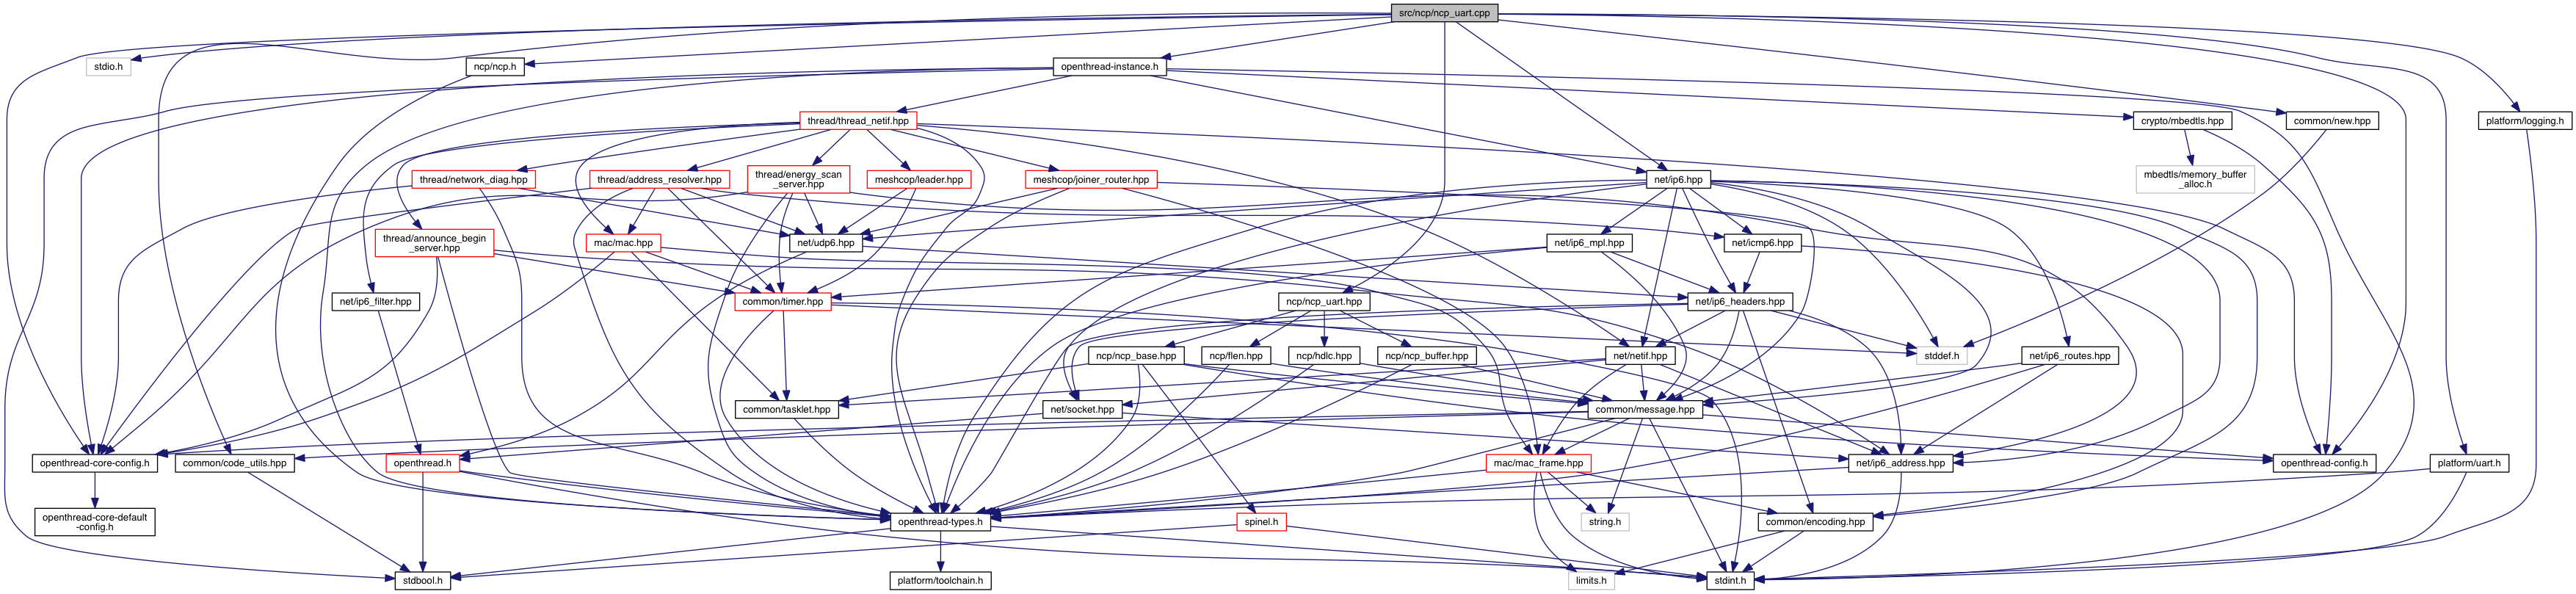 src/ncp/ncp_uart.cpp
stdio.h
ncp/ncp.h
openthread-instance.h
thread/thread_netif.hpp
crypto/mbedtls.hpp
common/new.hpp
platform/logging.h
thread/network_diag.hpp
thread/address_resolver.hpp
thread/energy_scan
_server.hpp
meshcop/leader.hpp
meshcop/joiner_router.hpp
net/ip6.hpp
mbedtls/memory_buffer
_alloc.h
thread/announce_begin
_server.hpp
mac/mac.hpp
net/udp6.hpp
net/ip6_mpl.hpp
net/icmp6.hpp
net/ip6_filter.hpp
common/timer.hpp
ncp/ncp_uart.hpp
net/ip6_headers.hpp
ncp/ncp_base.hpp
ncp/flen.hpp
ncp/hdlc.hpp
ncp/ncp_buffer.hpp
net/netif.hpp
stddef.h
net/ip6_routes.hpp
common/tasklet.hpp
net/socket.hpp
common/message.hpp
openthread-core-config.h
common/code_utils.hpp
openthread.h
mac/mac_frame.hpp
net/ip6_address.hpp
openthread-config.h
platform/uart.h
openthread-core-default
-config.h
openthread-types.h
spinel.h
string.h
common/encoding.hpp
stdbool.h
platform/toolchain.h
limits.h
stdint.h